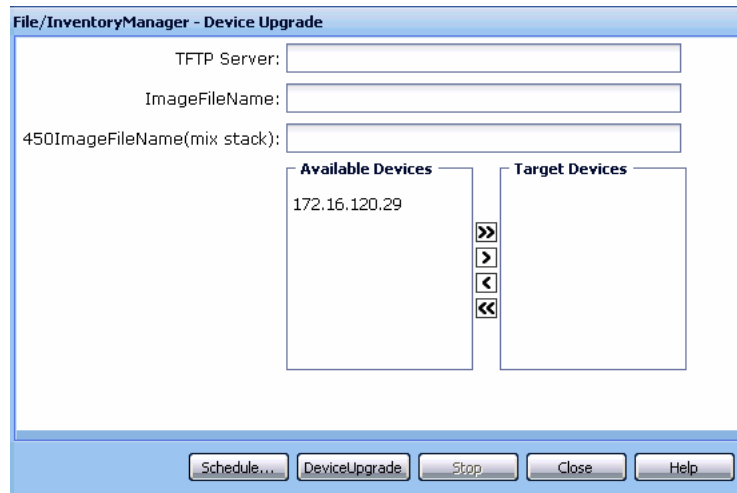 File/InventoryManager - Device Upgrade
TFTP Server:
ImageFileName:
450ImageFileName(mix stack):
Available Devices
Target Devices
172.16.120.29
>>
>
<
<<
Schedule...
DeviceUpgrade
Stop
Close
Help